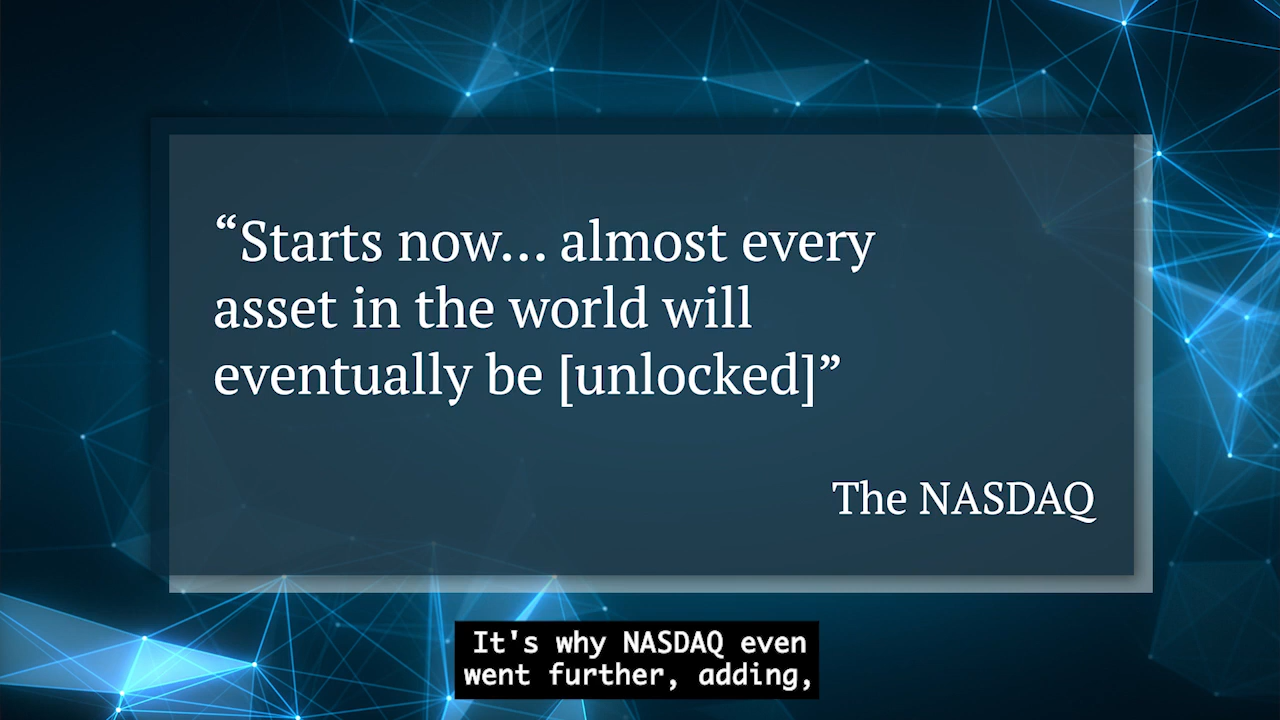 “Starts now... almost every
asset in the world will
eventually be [unlocked]”
The NASDAQ
It's why NASDAQ even
went further, adding,